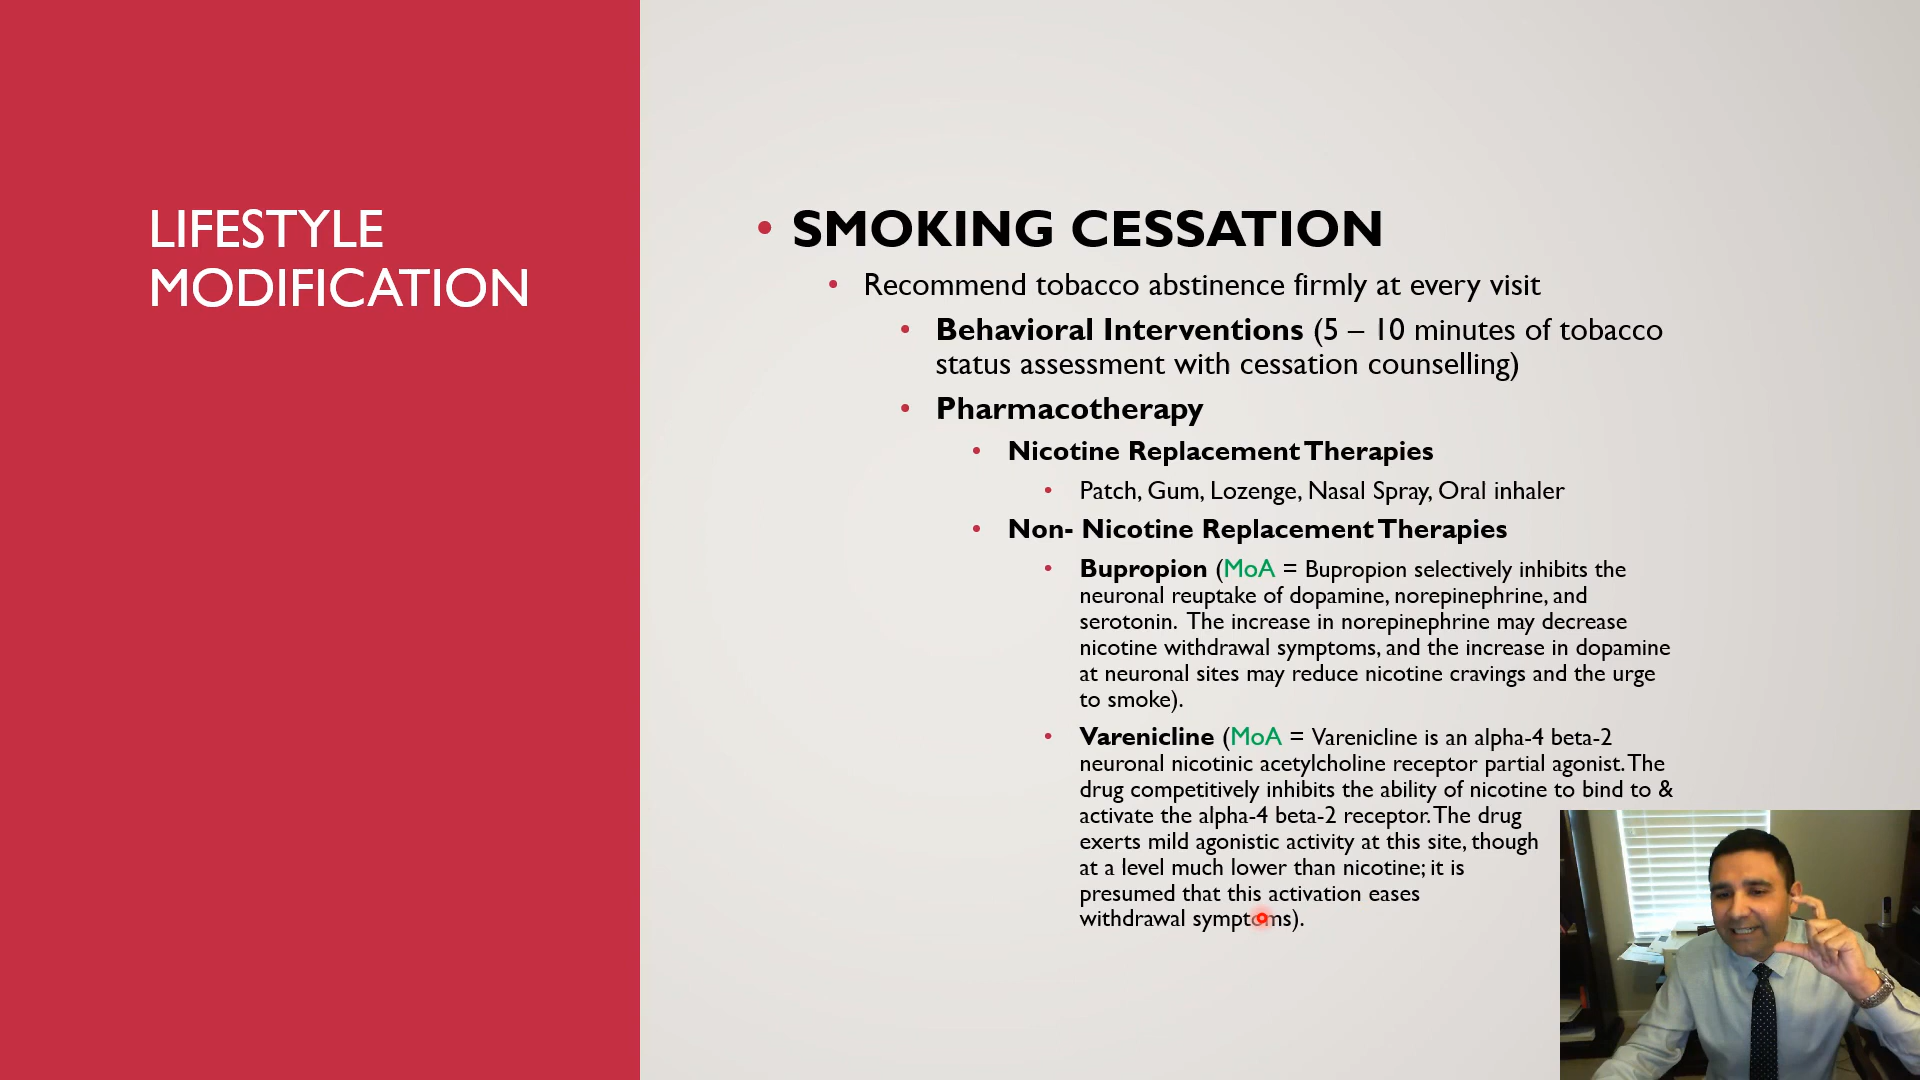 LIFESTYLE
MODIFICATION
• SMOKING CESSATION
• Recommend tobacco abstinence firmly at every visit
• Behavioral Interventions (5 – 10 minutes of tobacco
status assessment with cessation counselling)
• Pharmacotherapy
• Nicotine Replacement Therapies
• Patch, Gum, Lozenge, Nasal Spray, Oral inhaler
• Non- Nicotine Replacement Therapies
• Bupropion (MoA = Bupropion selectively inhibits the
neuronal reuptake of dopamine, norepinephrine, and
serotonin. The increase in norepinephrine may decrease
nicotine withdrawal symptoms, and the increase in dopamine
at neuronal sites may reduce nicotine cravings and the urge
to smoke).
• Varenicline (MoA = Varenicline is an alpha-4 beta-2
neuronal nicotinic acetylcholine receptor partial agonist. The
drug competitively inhibits the ability of nicotine to bind to &
activate the alpha-4 beta-2 receptor. The drug
exerts mild agonistic activity at this site, though
at a level much lower than nicotine; it is
presumed that this activation eases
withdrawal symptoms).